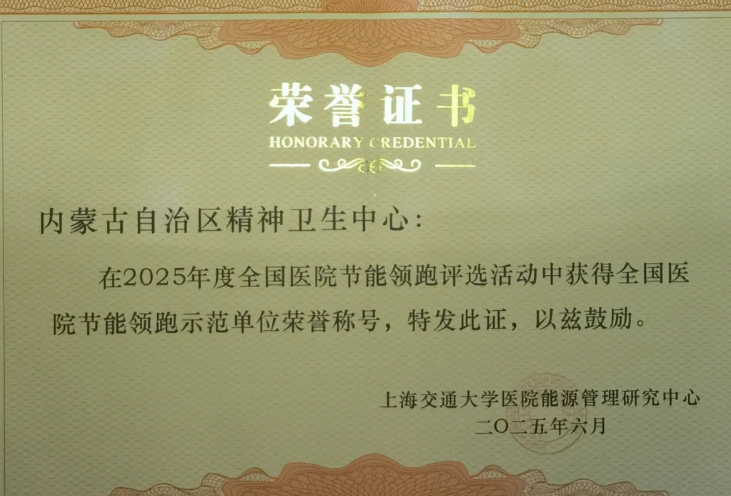 荣誉证书
HONORARY CREDENTIAL
内蒙古自治区精神卫生中心：
在2025年度全国医院节能领跑评选活动中获得全国医
院节能领跑示范单位荣誉称号，特发此证，以兹鼓励。
上海交通大学医院能源管理研究中心
二〇二五年六月